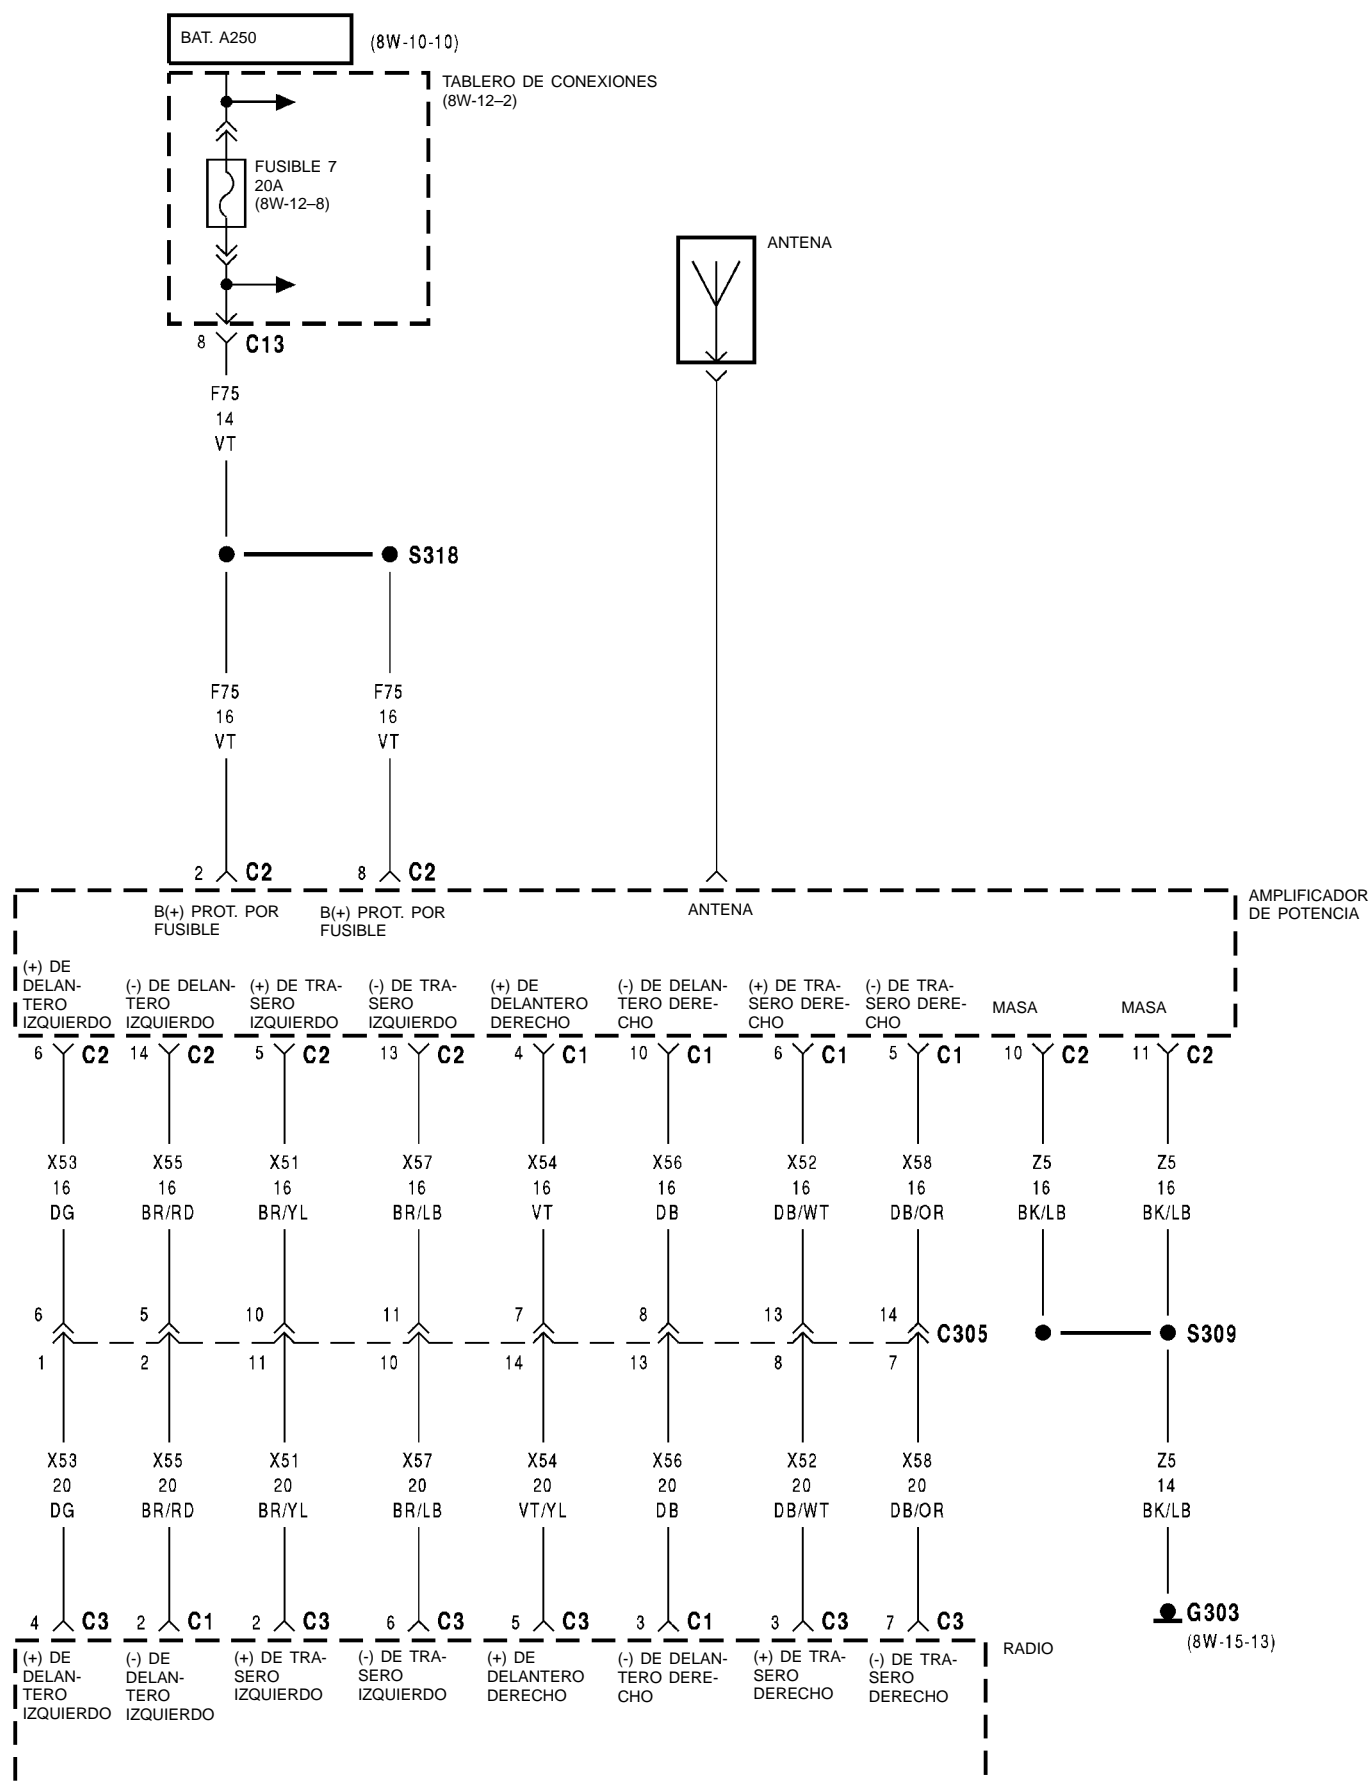 BAT. A250
(8W-10-10)
TABLERO DE CONEXIONES
(8W-12–2)
FUSIBLE 7
20A
(8W-12–8)
ANTENA
8 C13
F75
14
VT
S318
F75 F75
16 16
VT VT
2 C2 8 C2
AMPLIFICADOR
DE POTENCIA
B(+) PROT. POR
FUSIBLE
B(+) PROT. POR
FUSIBLE
ANTENA
(+) DE
DELAN-
TERO
IZQUIERDO
(-) DE DELAN-
TERO
IZQUIERDO
(+) DE TRA-
SERO
IZQUIERDO
(-) DE TRA-
SERO
IZQUIERDO
(+) DE
DELANTERO
DERECHO
(-) DE DELAN-
TERO DERE-
CHO
(+) DE TRA-
SERO DERE-
CHO
(-) DE TRA-
SERO DERE-
CHO
MASA
MASA
6 C2 14 C2 5 C2 13 C2 4 C1 10 C1 6 C1 5 C1 10 C2 11 C2
X53 X55 X51 X57 X54 X56 X52 X58 Z5 Z5
16 16 16 16 16 16 16 16 16 16
DG BR/RD BR/YL BR/LB VT DB DB/WT DB/OR BK/LB BK/LB
6 5 10 11 7 8 13 14
C305 S309
1 2 11 10 14 13 8 7
X53 X55 X51 X57 X54 X56 X52 X58 Z5
20 20 20 20 20 20 20 20 14
DG BR/RD BR/YL BR/LB VT/YL DB DB/WT DB/OR BK/LB
4 C3 2 C1 2 C3 6 C3 5 C3 3 C1 3 C3 7 C3
G303
(8W-15-13)
RADIO
(+) DE
DELAN-
TERO
IZQUIERDO
(-) DE
DELAN-
TERO
IZQUIERDO
(+) DE TRA-
SERO
IZQUIERDO
(-) DE TRA-
SERO
IZQUIERDO
(+) DE
DELANTERO
DERECHO
(-) DE DELAN-
TERO DERE-
CHO
(+) DE TRA-
SERO
DERECHO
(-) DE TRA-
SERO
DERECHO